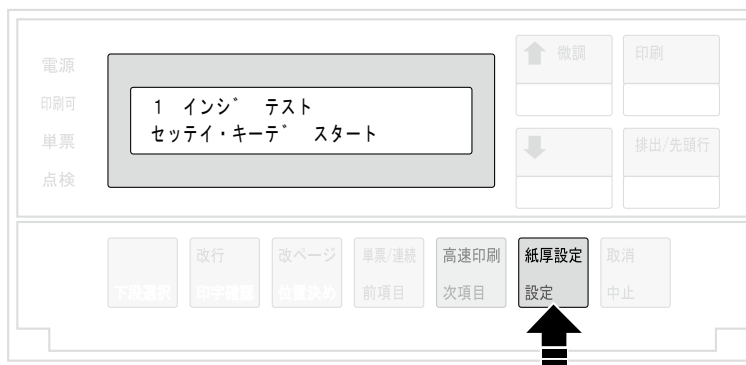 電源
印刷可
単票
点検
1 インシ゛ テスト
セッテイ・キーテ゛ スタート
微調
印刷
排出/先頭行
下段選択
改行
印字確認
改ページ
位置決め
単票/連続
前項目
高速印刷
次項目
紙厚設定
設定
取消
中止